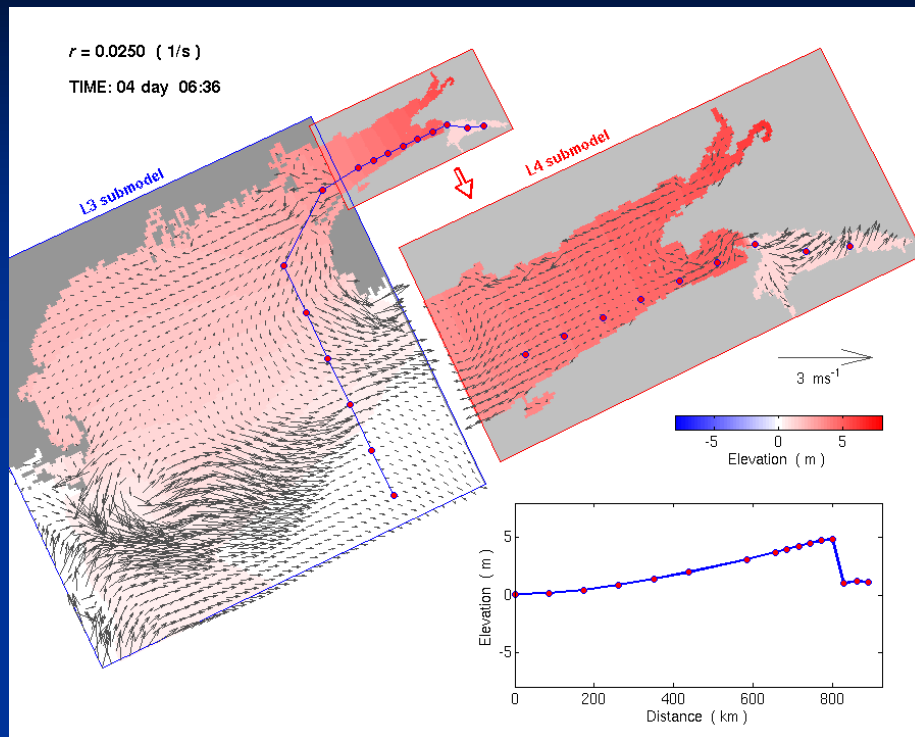 r = 0.0250 ( 1/s )
TIME: 04 day 06:36
L3 submodel
L4 submodel
3 ms⁻¹
-5 0 5
Elevation ( m )
5
0
-5
Elevation ( m )
0 200 400 600 800
Distance ( km )